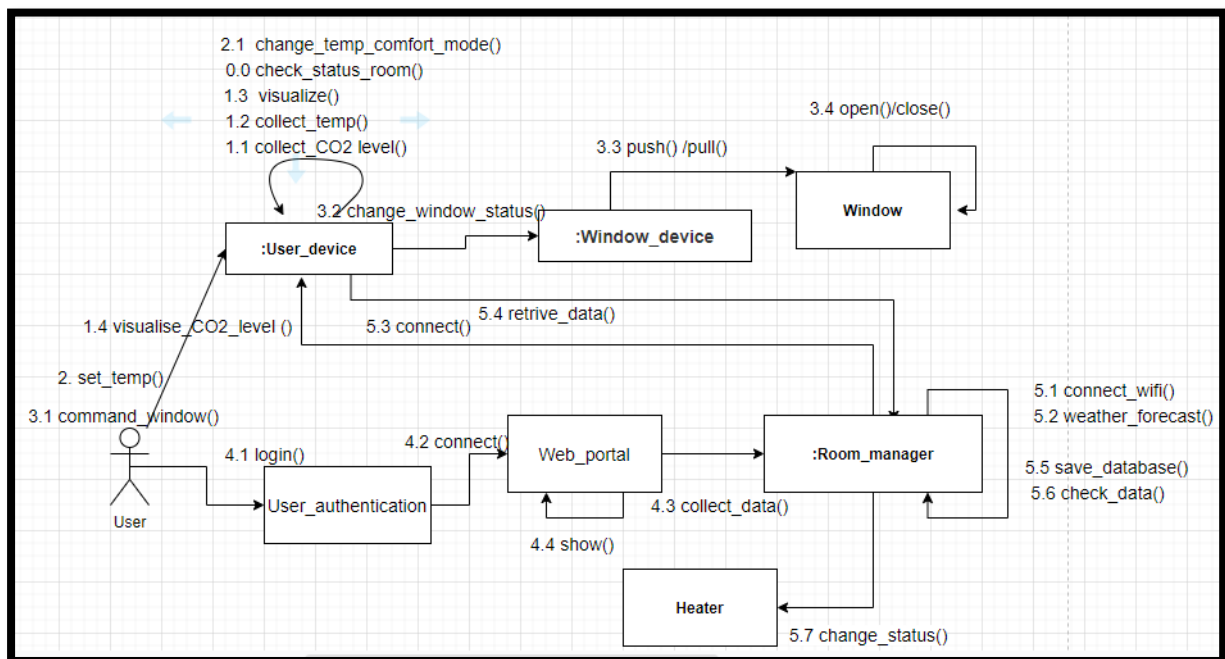 2.1 change_temp_comfort_mode()
0.0 check_status_room()
1.3 visualize()
1.2 collect_temp()
1.1 collect_CO2 level()
3.4 open()/close()
3.3 push() /pull()
3.2 change_window_status()
:User_device
:Window_device
Window
1.4 visualise_CO2_level ()
5.3 connect()
5.4 retrive_data()
2. set_temp()
3.1 command_window()
5.1 connect_wifi()
5.2 weather_forecast()
4.1 login()
4.2 connect()
Web_portal
:Room_manager
5.5 save_database()
5.6 check_data()
User_authentication
User
4.3 collect_data()
4.4 show()
Heater
5.7 change_status()